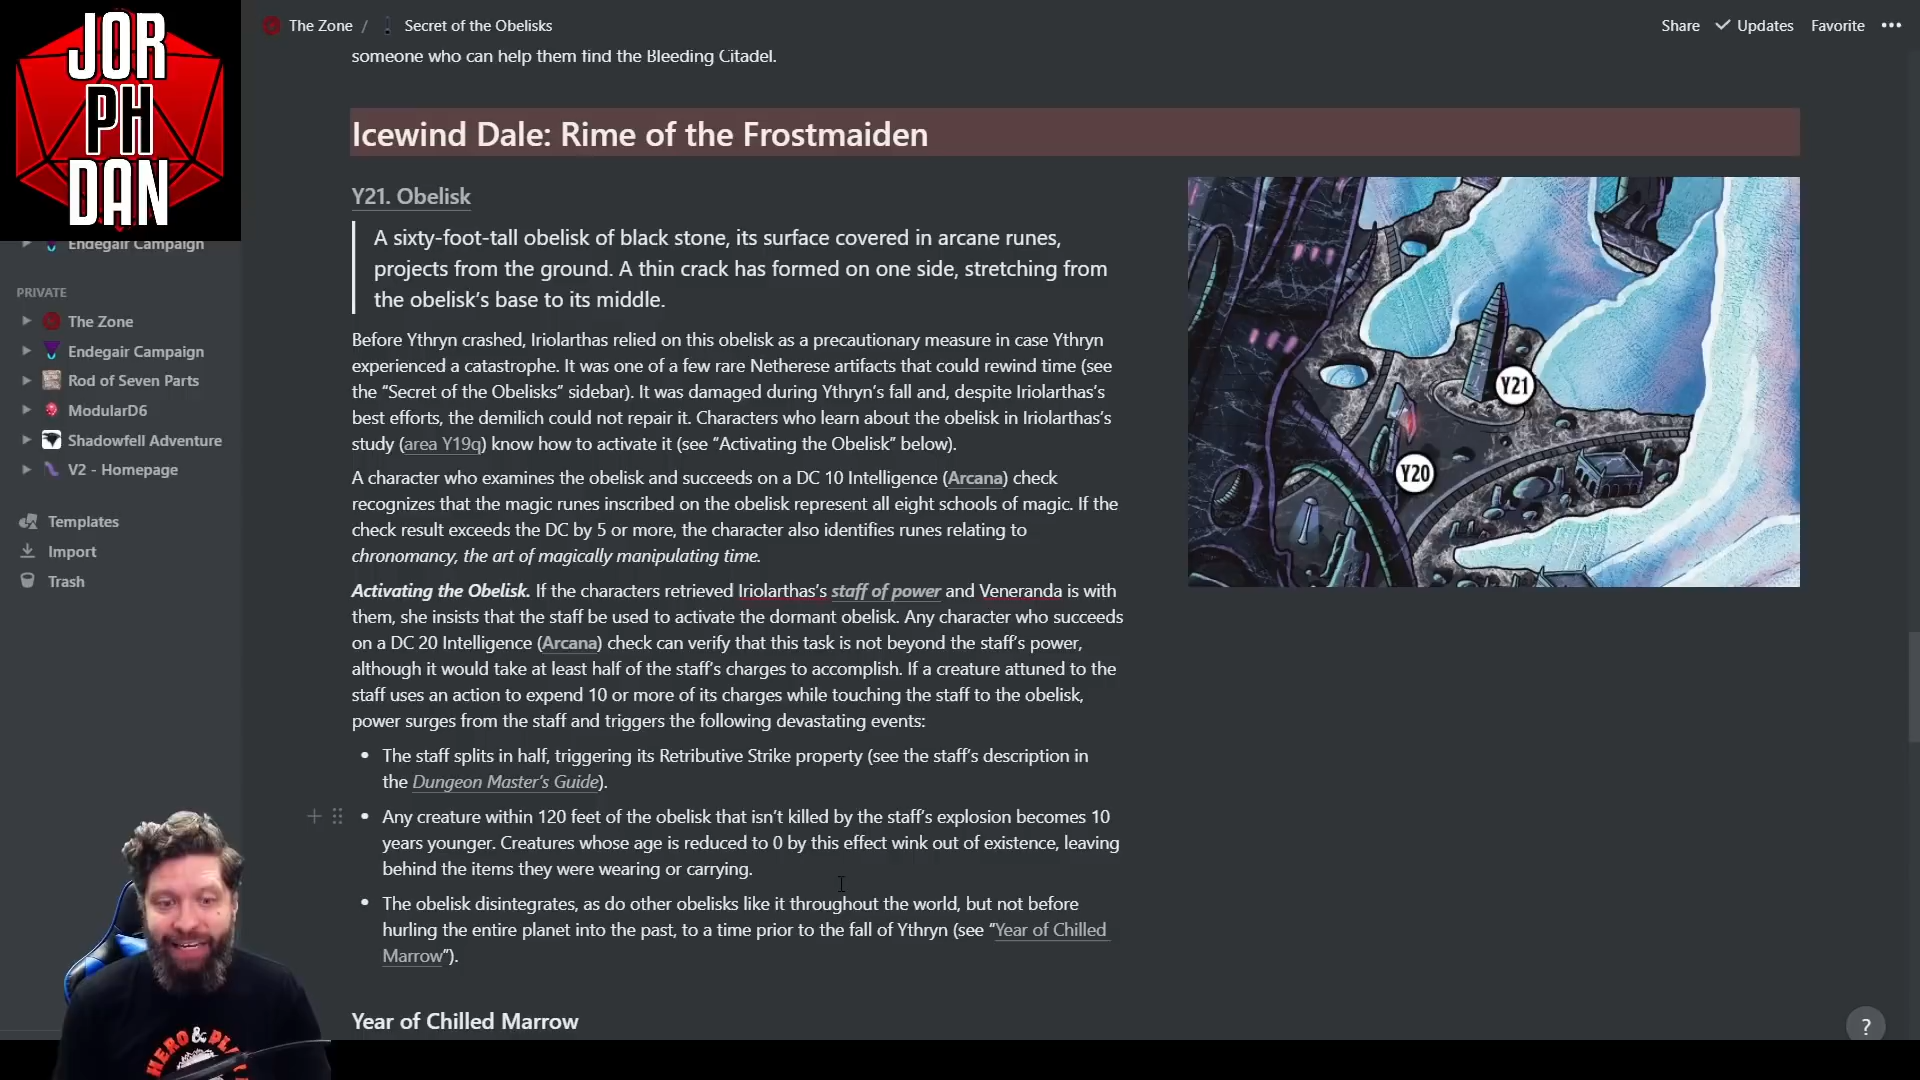 JOR
PH
DAN
The Zone / Secret of the Obelisks
Share
Updates
Favorite
Endegair Campaign
PRIVATE
The Zone
Endegair Campaign
Rod of Seven Parts
ModularD6
Shadowfell Adventure
V2 - Homepage
Templates
Import
Trash
someone who can help them find the Bleeding Citadel.
Icewind Dale: Rime of the Frostmaiden
Y21. Obelisk
A sixty-foot-tall obelisk of black stone, its surface covered in arcane runes,
projects from the ground. A thin crack has formed on one side, stretching from
the obelisk’s base to its middle.
Before Ythryn crashed, Iriolarthas relied on this obelisk as a precautionary measure in case Ythryn
experienced a catastrophe. It was one of a few rare Netherese artifacts that could rewind time (see
the “Secret of the Obelisks” sidebar). It was damaged during Ythryn’s fall and, despite Iriolarthas’s
best efforts, the demilich could not repair it. Characters who learn about the obelisk in Iriolarthas’s
study (area Y19q) know how to activate it (see “Activating the Obelisk” below).
A character who examines the obelisk and succeeds on a DC 10 Intelligence (Arcana) check
recognizes that the magic runes inscribed on the obelisk represent all eight schools of magic. If the
check result exceeds the DC by 5 or more, the character also identifies runes relating to
chronomancy, the art of magically manipulating time.
Activating the Obelisk. If the characters retrieved Iriolarthas’s staff of power and Veneranda is with
them, she insists that the staff be used to activate the dormant obelisk. Any character who succeeds
on a DC 20 Intelligence (Arcana) check can verify that this task is not beyond the staff’s power,
although it would take at least half of the staff’s charges to accomplish. If a creature attuned to the
staff uses an action to expend 10 or more of its charges while touching the staff to the obelisk,
power surges from the staff and triggers the following devastating events:
• The staff splits in half, triggering its Retributive Strike property (see the staff’s description in
the Dungeon Master’s Guide).
• Any creature within 120 feet of the obelisk that isn’t killed by the staff’s explosion becomes 10
years younger. Creatures whose age is reduced to 0 by this effect wink out of existence, leaving
behind the items they were wearing or carrying.
• The obelisk disintegrates, as do other obelisks like it throughout the world, but not before
hurling the entire planet into the past, to a time prior to the fall of Ythryn (see “Year of Chilled
Marrow”).
Year of Chilled Marrow
Y21
Y20
HERO &
?